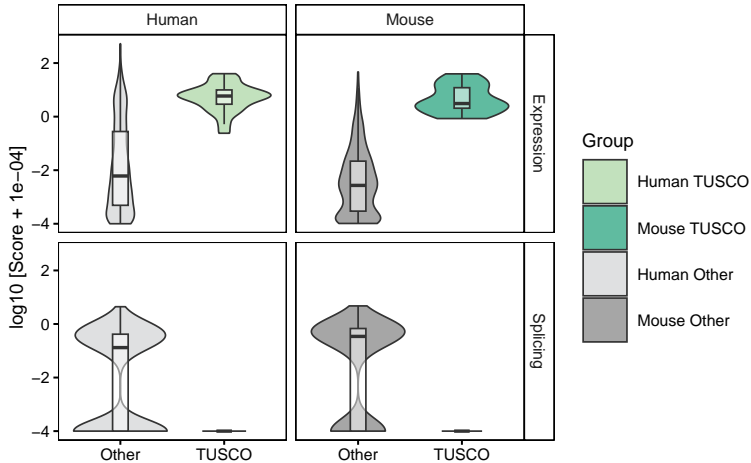 Human
Mouse
2
0
−2
−4
Expression
2
0
−2
−4
Splicing
log10 [Score + 1e−04)
Other
TUSCO
Other
TUSCO
Group
Human TUSCO
Mouse TUSCO
Human Other
Mouse Other